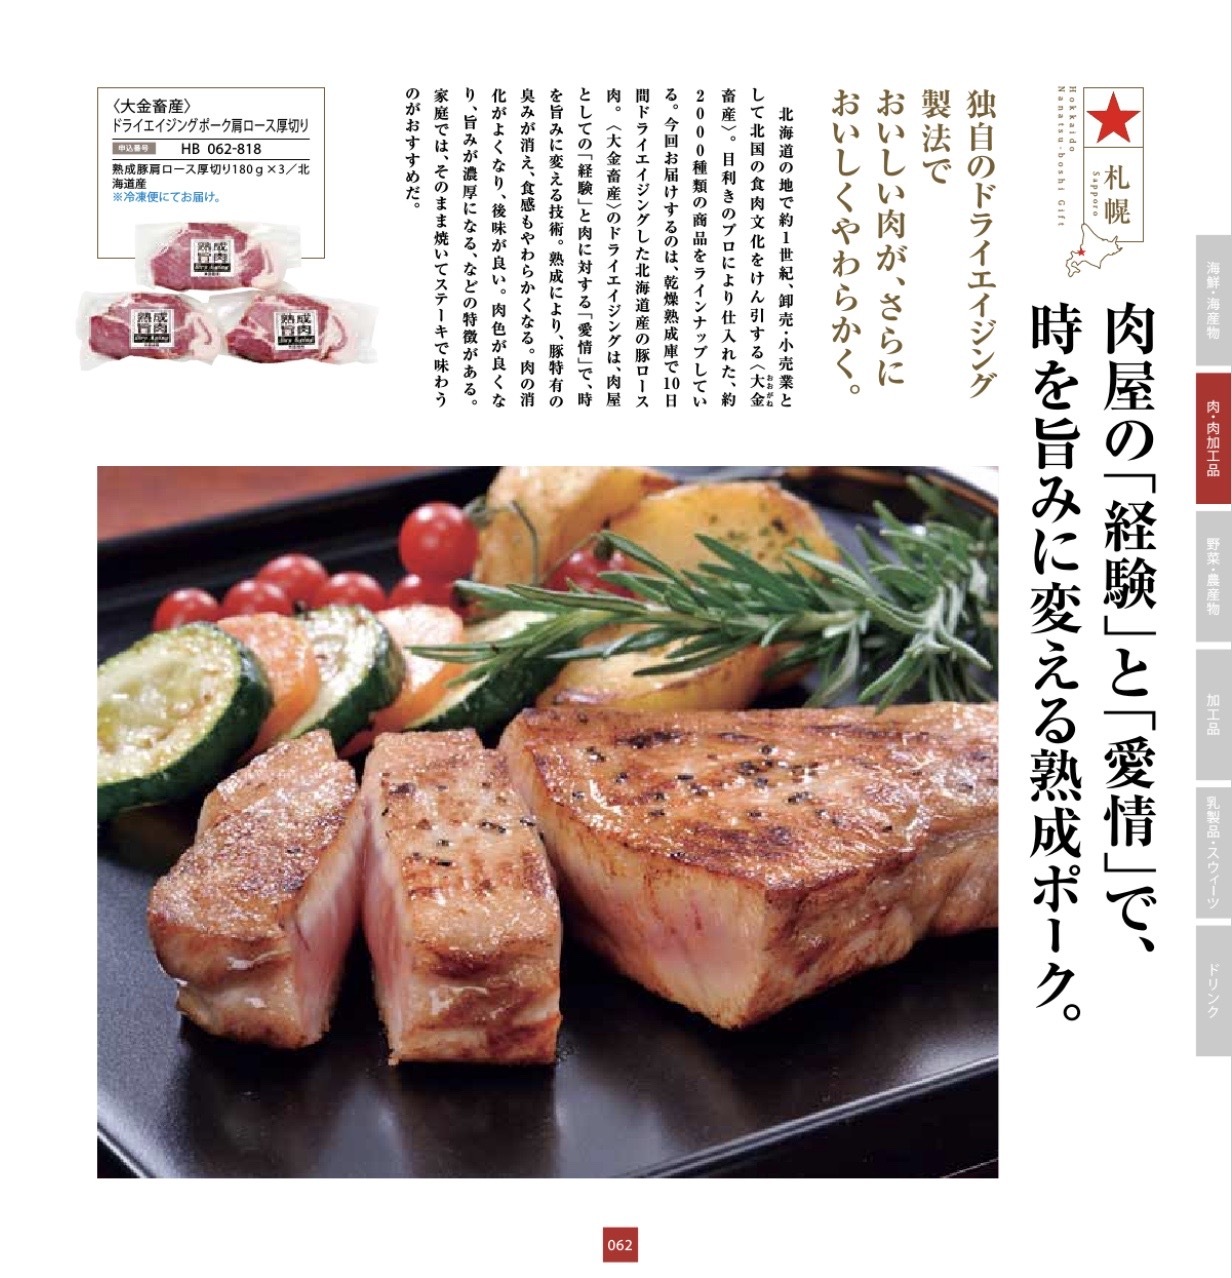 Hokkaido
Nanatsu-boshi Gift
札幌
Sapporo
肉屋の「経験」と「愛情」で、
時を旨みに変える熟成ポーク。
独自のドライエイジング
製法で
おいしい肉が、さらに
おいしくやわらかく。
北海道の地で約1世紀、卸売・小売業と
して北国の食肉文化をけん引する〈大金
おおがね
畜産〉。目利きのプロにより仕入れた、約
2000種類の商品をラインナップしてい
る。今回お届けするのは、乾燥熟成庫で10日
間ドライエイジングした北海道産の豚ロース
肉。〈大金畜産〉のドライエイジングは、肉屋
としての「経験」と肉に対する「愛情」で、時
を旨みに変える技術。熟成により、豚特有の
臭みが消え、食感もやわらかくなる。肉の消
化がよくなり、後味が良い。肉色が良くな
り、旨みが濃厚になる、などの特徴がある。
家庭では、そのまま焼いてステーキで味わう
のがおすすめだ。
〈大金畜産〉
ドライエイジングポーク肩ロース厚切り
申込番号 HB 062-818
熟成豚肩ロース厚切り180g×3／北
海道産
※冷凍便にてお届け。
熟成
旨肉
Dry Aging
熟成
旨肉
Dry Aging
熟成
旨肉
Dry Aging
海鮮・海産物
肉・肉加工品
野菜・農産物
加工品
乳製品・スウィーツ
ドリンク
062